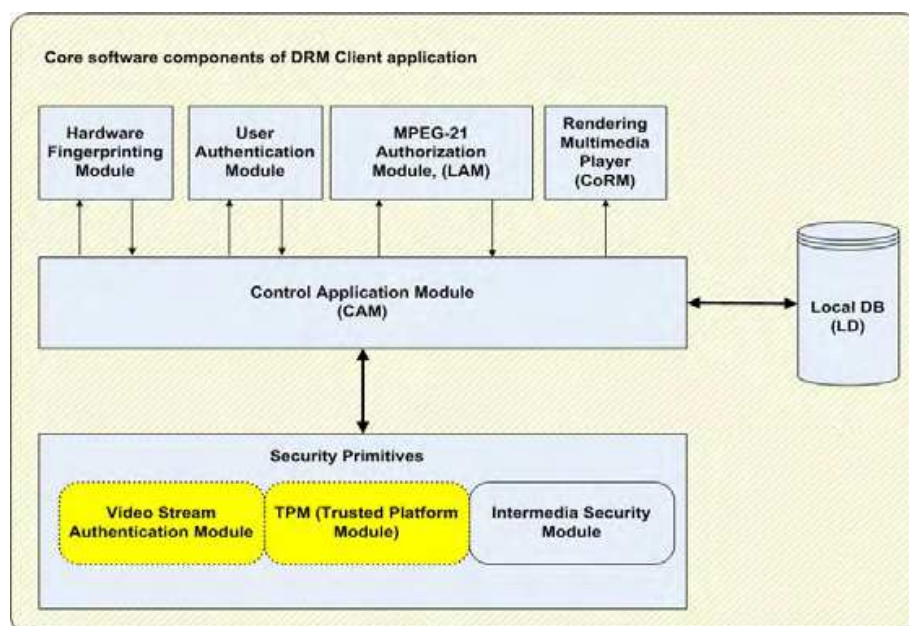 Core software components of DRM Client application
Hardware
Fingerprinting
Module
User
Authentication
Module
MPEG-21
Authorization
Module, (LAM)
Rendering
Multimedia
Player
(CoRM)
Control Application Module
(CAM)
Local DB
(LD)
Security Primitives
Video Stream
Authentication Module
TPM (Trusted Platform
Module)
Intermedia Security
Module